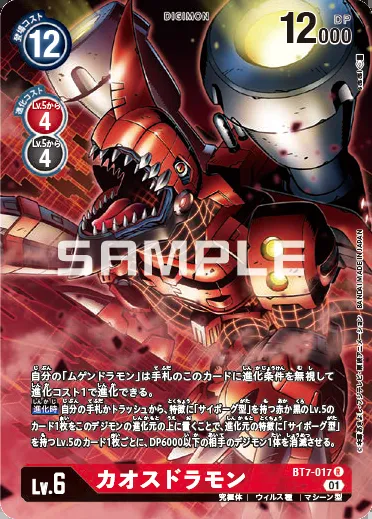 登場コスト
12
DIGIMON
DP
12000
進化コスト
Lv.5から
4
Lv.5から
4
SAMPLE
自分の「ムゲンドラモン」は手札のこのカードに進化条件を無視して
進化コスト1で進化できる。
進化時 自分の手札かトラッシュから、特徴に「サイボーグ型」を持つ赤か黒のLv.5の
カード1枚をこのデジモンの進化元の上に置くことで、進化元の特徴に「サイボーグ型」
を持つLv.5のカード1枚ごとに、DP6000以下の相手のデジモン1体を消滅させる。
BT7-017 R
Lv.6
カオスドラモン
01
究極体 | ウィルス種 | マシーン型
BANDAI MADE IN JAPAN